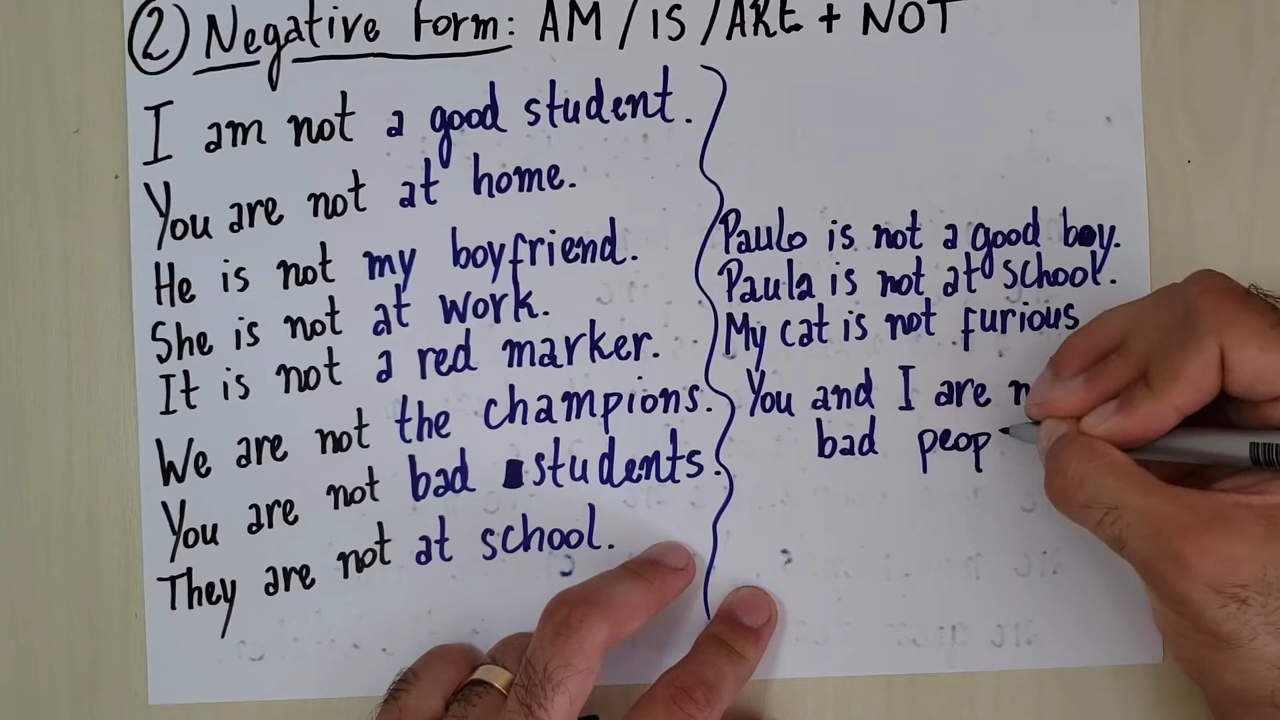 ② Negative Form: AM / IS / ARE + NOT
I am not a good student.
You are not at home.
He is not my boyfriend.
She is not at work.
It is not a red marker.
We are not the champions.
You are not bad students.
They are not at school.
Paulo is not a good boy.
Paula is not at school.
My cat is not furious
You and I are n
bad peop